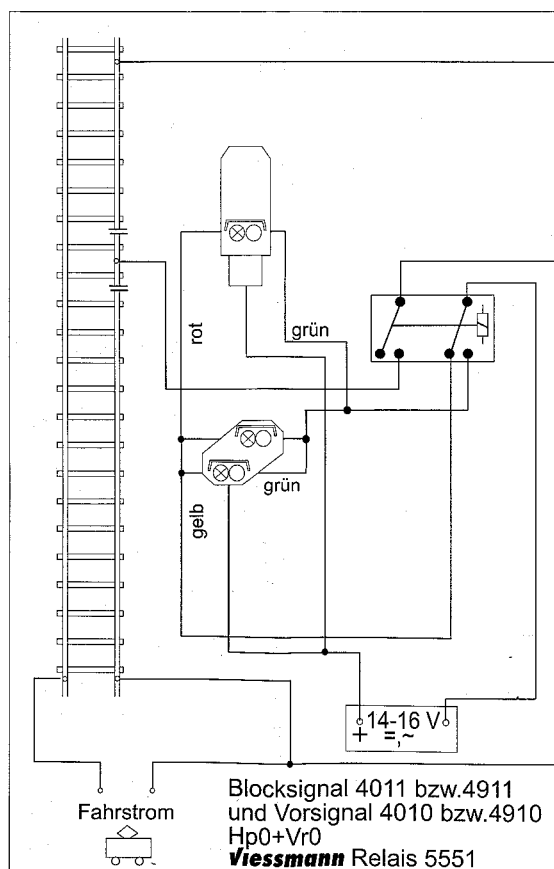 rot
grün
grün
gelb
14-16 V
+ =,~
Fahrstrom
Blocksignal 4011 bzw.4911
und Vorsignal 4010 bzw.4910
Hp0+Vr0
Viessmann Relais 5551